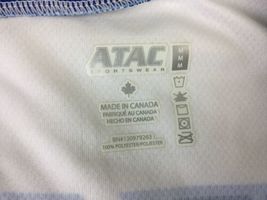 ATAC
SPORTSWEAR
M
M
M
MADE IN CANADA
FABRIQUÉ AU CANADA
HECHO EN CANADA
100% POLYESTER/POLYESTER